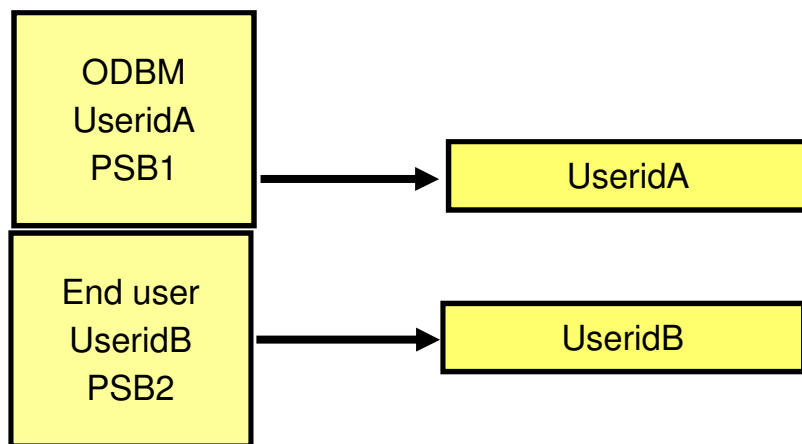 ODBM
UseridA
PSB1
UseridA
End user
UseridB
PSB2
UseridB